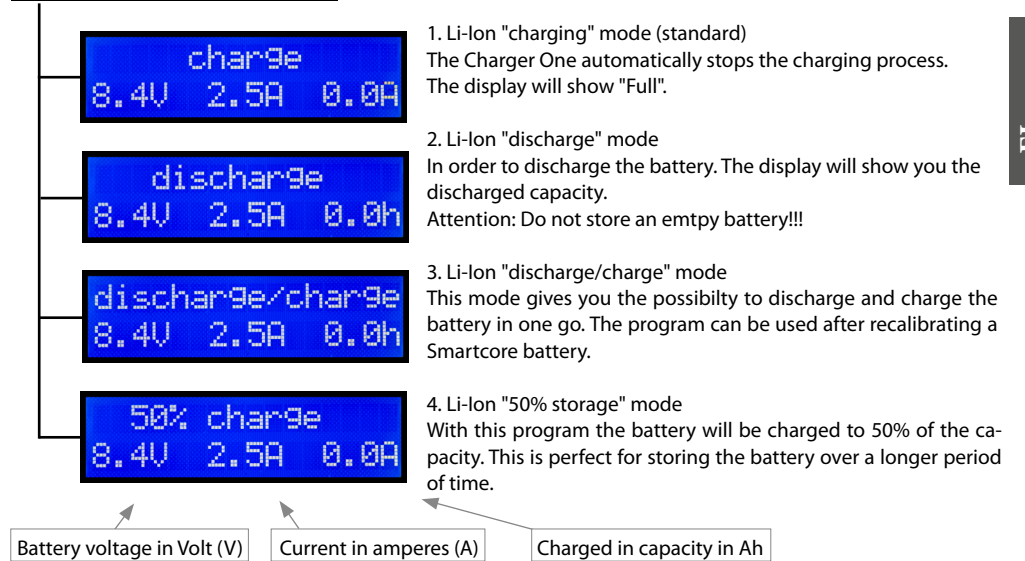 charge
8.4V 2.5A 0.0A
1. Li-Ion "charging" mode (standard)
The Charger One automatically stops the charging process.
The display will show "Full".
discharge
8.4V 2.5A 0.0h
2. Li-Ion "discharge" mode
In order to discharge the battery. The display will show you the
discharged capacity.
Attention: Do not store an emtpy battery!!!
discharge/charge
8.4V 2.5A 0.0h
3. Li-Ion "discharge/charge" mode
This mode gives you the possibilty to discharge and charge the
battery in one go. The program can be used after recalibrating a
Smartcore battery.
50% charge
8.4V 2.5A 0.0A
4. Li-Ion "50% storage" mode
With this program the battery will be charged to 50% of the ca-
pacity. This is perfect for storing the battery over a longer period
of time.
Battery voltage in Volt (V)
Current in amperes (A)
Charged in capacity in Ah